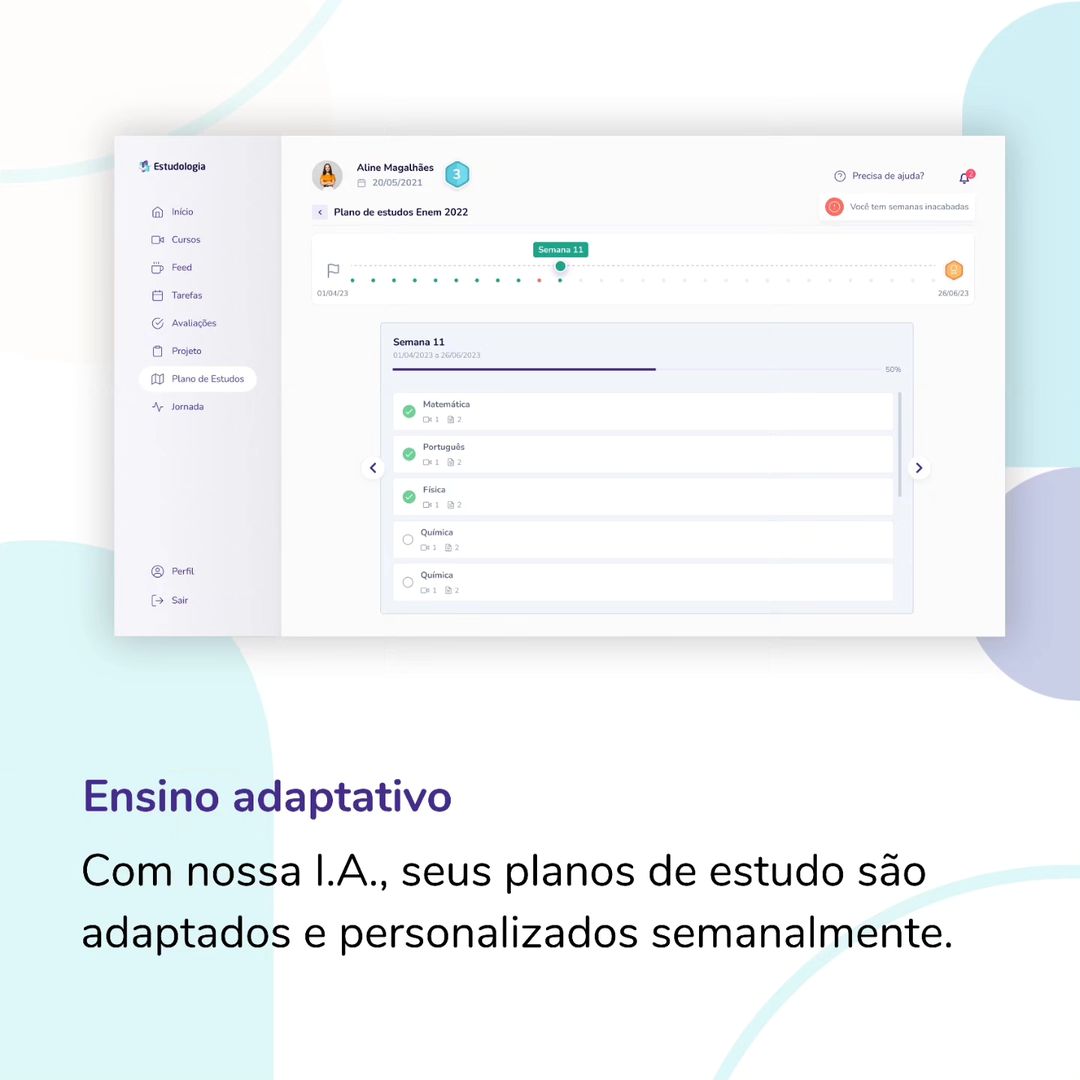 Estudologia
Início
Cursos
Feed
Tarefas
Avaliações
Projeto
Plano de Estudos
Jornada
Perfil
Sair
Aline Magalhães
20/05/2021
3
Precisa de ajuda?
2
Você tem semanas inacabadas
Plano de estudos Enem 2022
Semana 11
01/04/23
26/06/23
Semana 11
01/04/2023 a 26/06/2023
50%
Matemática
1 2
Português
1 2
Física
1 2
Química
1 2
Química
1 2
Ensino adaptativo
Com nossa I.A., seus planos de estudo são
adaptados e personalizados semanalmente.